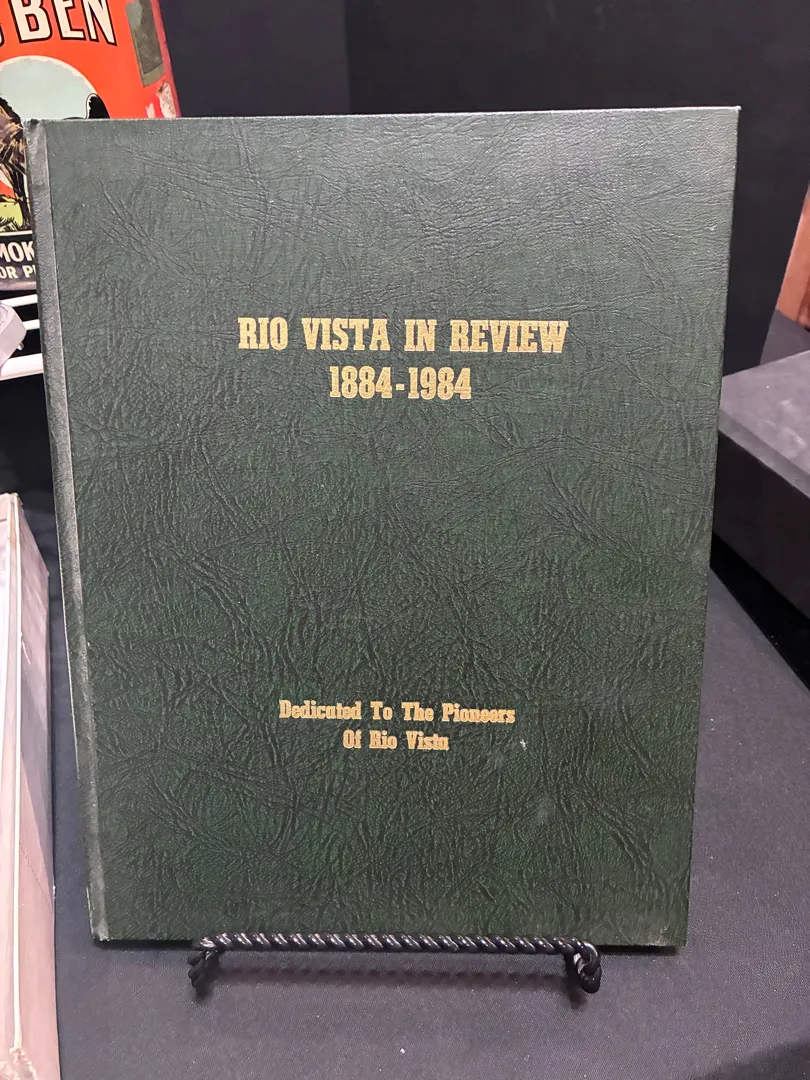 BEN
RIO VISTA IN REVIEW
1884-1984
Dedicated To The Pioneers
Of Rio Vista